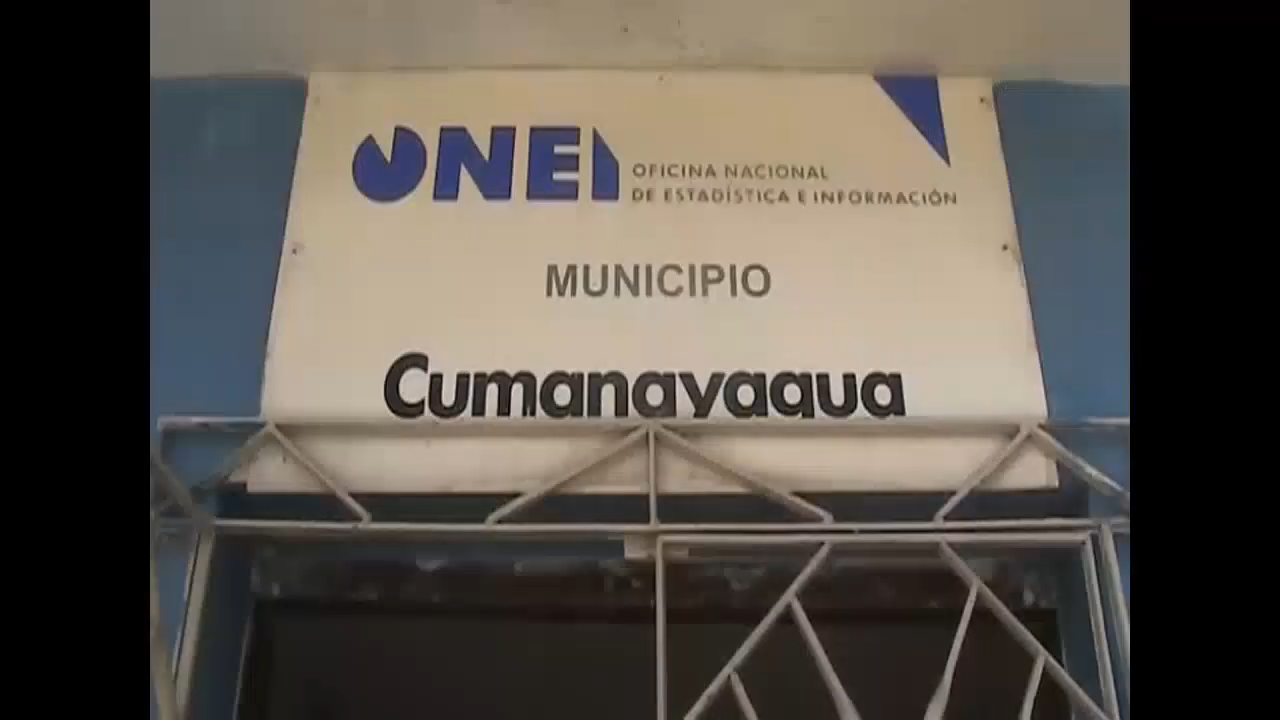 ONEI
OFICINA NACIONAL
DE ESTADÍSTICA E INFORMACIÓN
MUNICIPIO
Cumanayagua